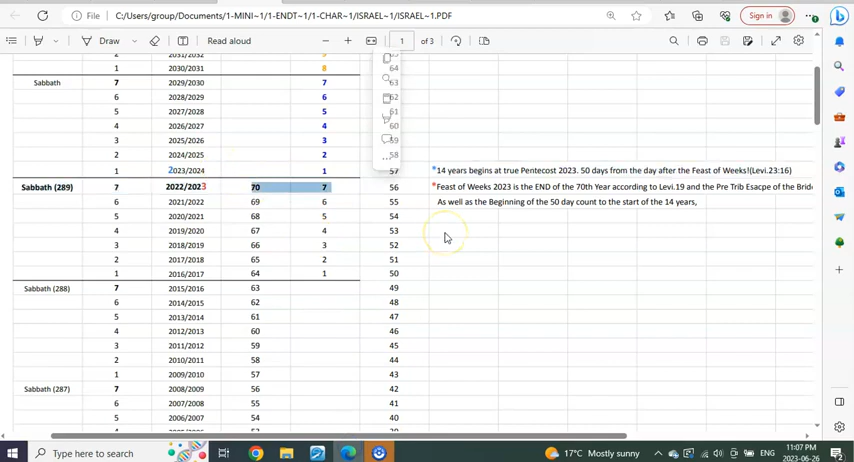 File
C:/Users/group/Documents/1-MINI~1/1-ENDT~1/1-CHAR~1/ISRAEL~1/ISRAEL~1.PDF
Sign in
Draw
Read aloud
1 of 3
2 2031/2032 9
1 2030/2031 8 64
Sabbath 7 2029/2030 7 63
6 2028/2029 6 62
5 2027/2028 5 61
4 2026/2027 4 60
3 2025/2026 3 59
2 2024/2025 2 58
1 2023/2024 1 57 *14 years begins at true Pentecost 2023. 50 days from the day after the Feast of Weeks!(Levi.23:16)
Sabbath (289) 7 2022/2023 70 7 56 *Feast of Weeks 2023 is the END of the 70th Year according to Levi.19 and the Pre Trib Esacpe of the Bride
6 2021/2022 69 6 55 As well as the Beginning of the 50 day count to the start of the 14 years,
5 2020/2021 68 5 54
4 2019/2020 67 4 53
3 2018/2019 66 3 52
2 2017/2018 65 2 51
1 2016/2017 64 1 50
Sabbath (288) 7 2015/2016 63 49
6 2014/2015 62 48
5 2013/2014 61 47
4 2012/2013 60 46
3 2011/2012 59 45
2 2010/2011 58 44
1 2009/2010 57 43
Sabbath (287) 7 2008/2009 56 42
6 2007/2008 55 41
5 2006/2007 54 40
Type here to search
17°C Mostly sunny
ENG
11:07 PM
2023-06-26